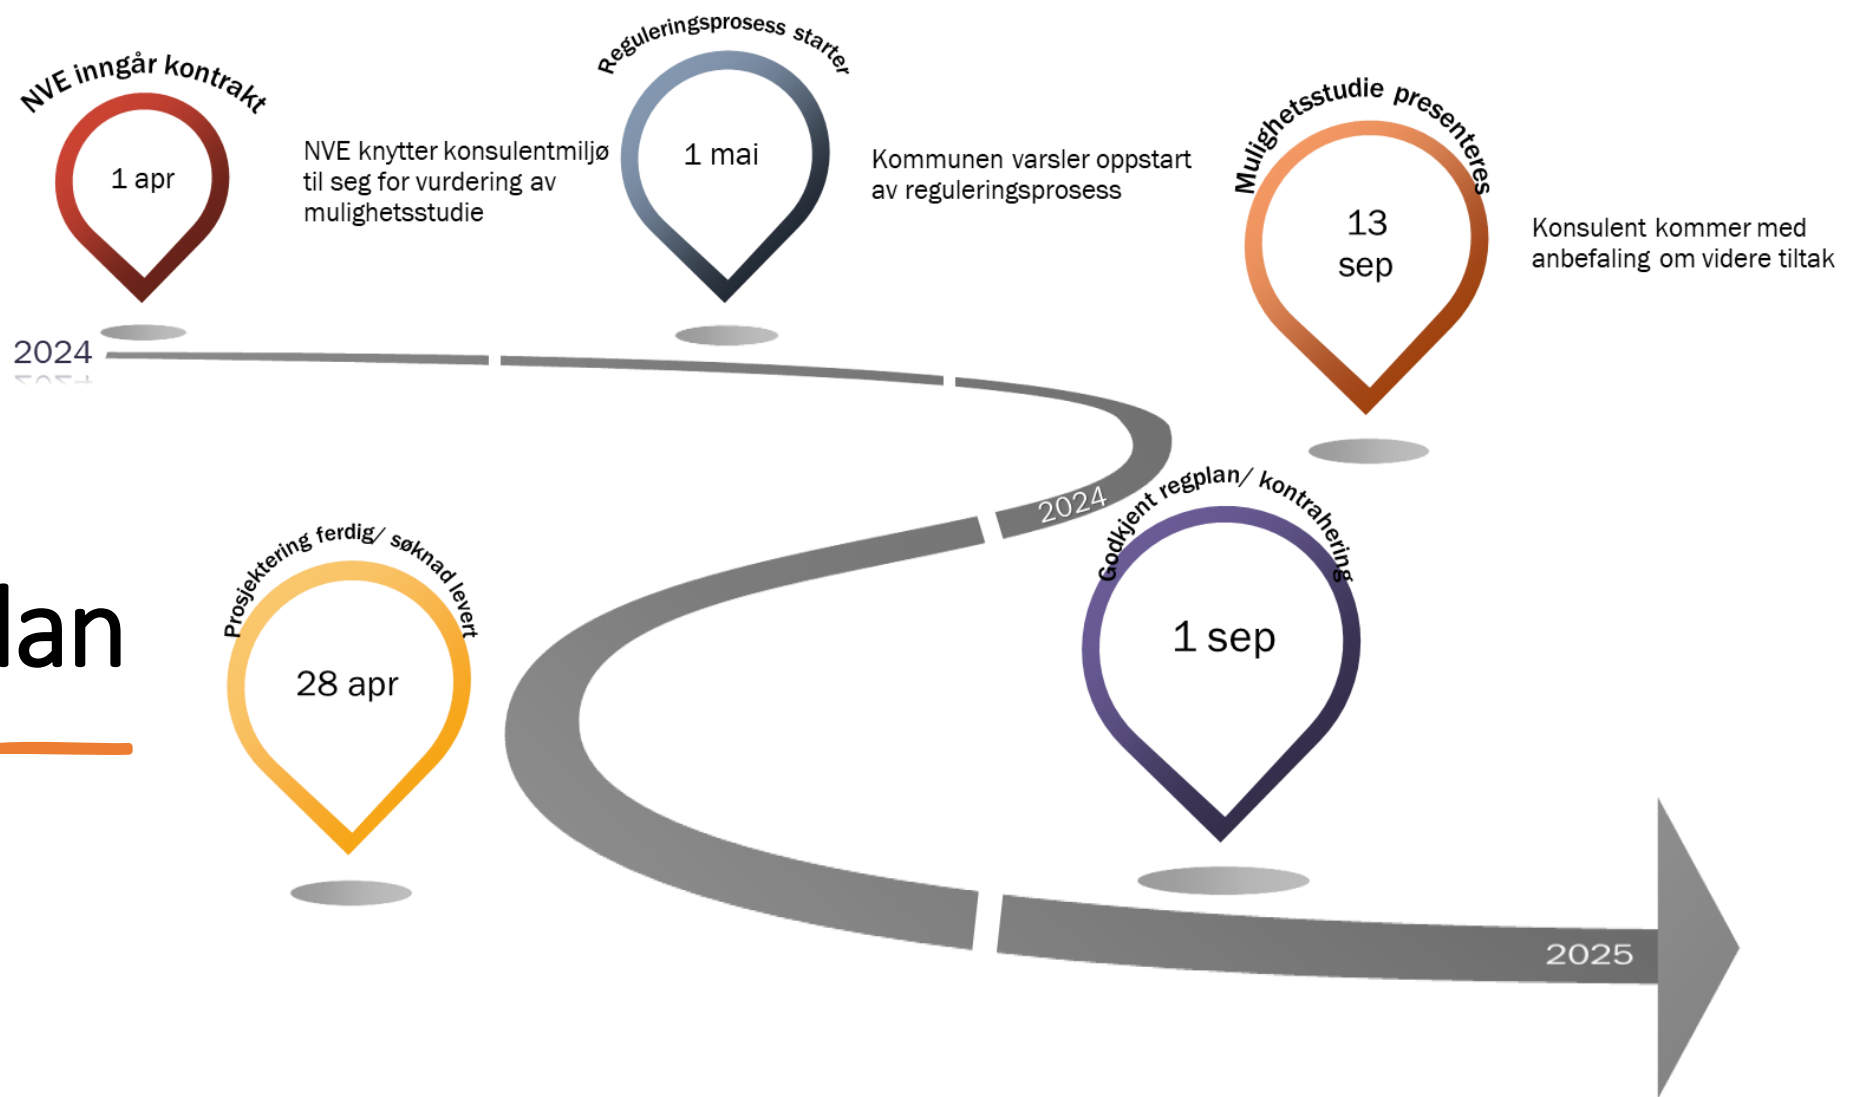 NVE inngår kontrakt
1 apr
NVE knytter konsulentmiljø
til seg for vurdering av
mulighetsstudie
Reguleringsprosess starter
1 mai
Kommunen varsler oppstart
av reguleringsprosess
Mulighetsstudie presenteres
13
sep
Konsulent kommer med
anbefaling om videre tiltak
2024
2024
Godkjent regplan/ kontrahering
1 sep
Prosjektering ferdig/ søknad levert
28 apr
lan
2025